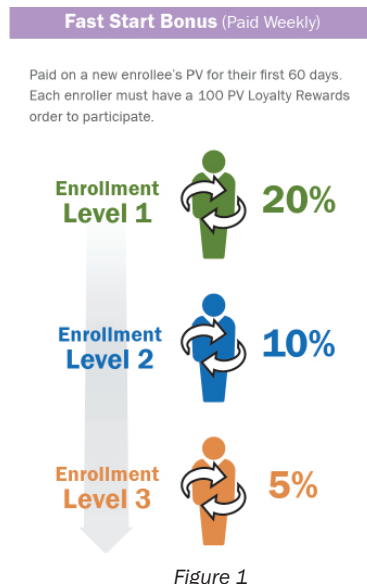 Fast Start Bonus (Paid Weekly)
Paid on a new enrollee's PV for their first 60 days.
Each enroller must have a 100 PV Loyalty Rewards
order to participate.
Enrollment
Level 1
20%
Enrollment
Level 2
10%
Enrollment
Level 3
5%
Figure 1